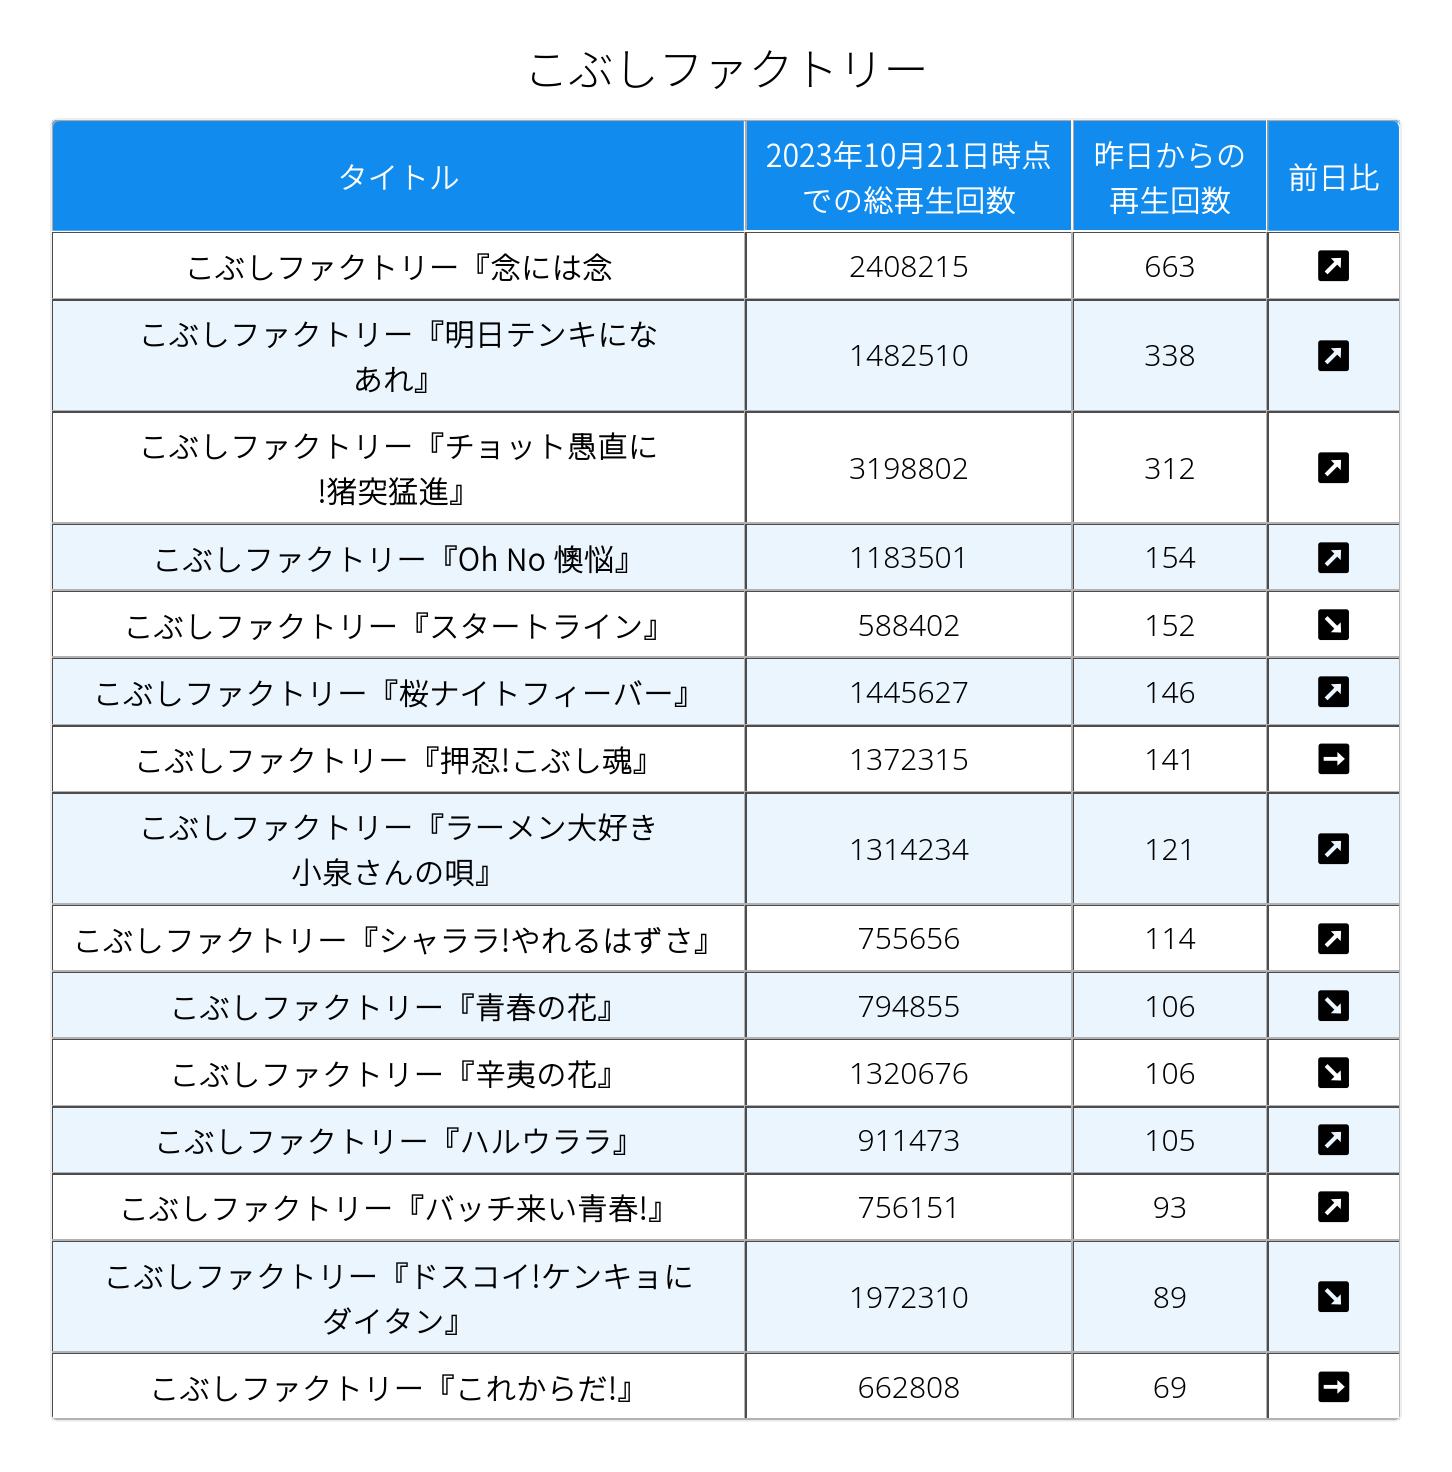 こぶしファクトリー
タイトル
2023年10月21日時点
での総再生回数
昨日からの
再生回数
前日比
こぶしファクトリー『念には念 2408215 663
こぶしファクトリー『明日テンキにな
あれ』 1482510 338
こぶしファクトリー『チョット愚直に
!猪突猛進』 3198802 312
こぶしファクトリー『Oh No 懊悩』 1183501 154
こぶしファクトリー『スタートライン』 588402 152
こぶしファクトリー『桜ナイトフィーバー』 1445627 146
こぶしファクトリー『押忍!こぶし魂』 1372315 141
こぶしファクトリー『ラーメン大好き
小泉さんの唄』 1314234 121
こぶしファクトリー『シャララ!やれるはずさ』 755656 114
こぶしファクトリー『青春の花』 794855 106
こぶしファクトリー『辛夷の花』 1320676 106
こぶしファクトリー『ハルウララ』 911473 105
こぶしファクトリー『バッチ来い青春!』 756151 93
こぶしファクトリー『ドスコイ!ケンキョに
ダイタン』 1972310 89
こぶしファクトリー『これからだ!』 662808 69